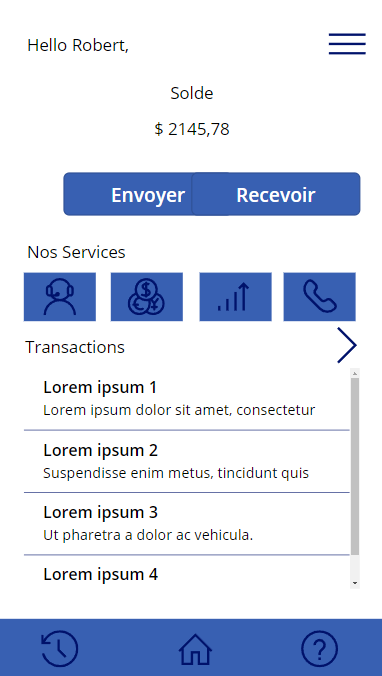 Hello Robert,
Solde
$ 2145,78
Envoyer Recevoir
Nos Services
Transactions
Lorem ipsum 1
Lorem ipsum dolor sit amet, consectetur
Lorem ipsum 2
Suspendisse enim metus, tincidunt quis
Lorem ipsum 3
Ut pharetra a dolor ac vehicula.
Lorem ipsum 4